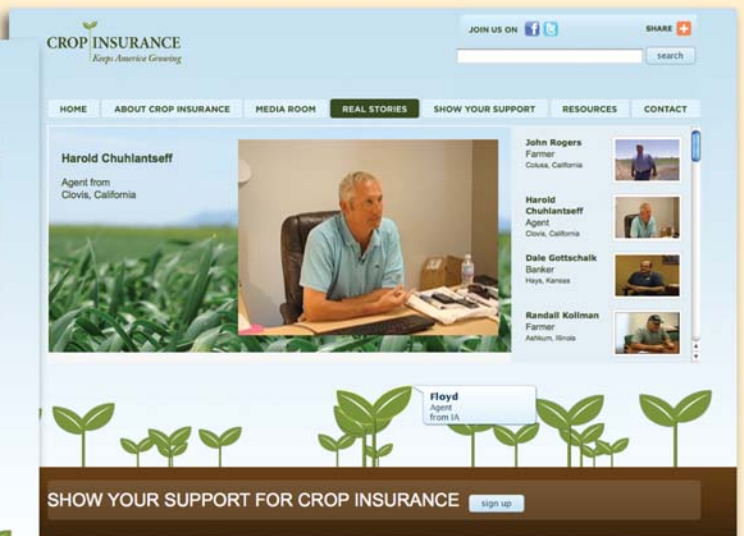 CROP INSURANCE
Keeps America Growing
JOIN US ON
SHARE
search
HOME
ABOUT CROP INSURANCE
MEDIA ROOM
REAL STORIES
SHOW YOUR SUPPORT
RESOURCES
CONTACT
Harold Chuhlantseff
Agent from
Clovis, California
John Rogers
Farmer
Colusa, California
Harold
Chuhlantseff
Agent
Clovis, California
Dale Gottschalk
Banker
Hays, Kansas
Randall Kollman
Farmer
Ashkum, Illinois
Floyd
Agent
from IA
SHOW YOUR SUPPORT FOR CROP INSURANCE
sign up